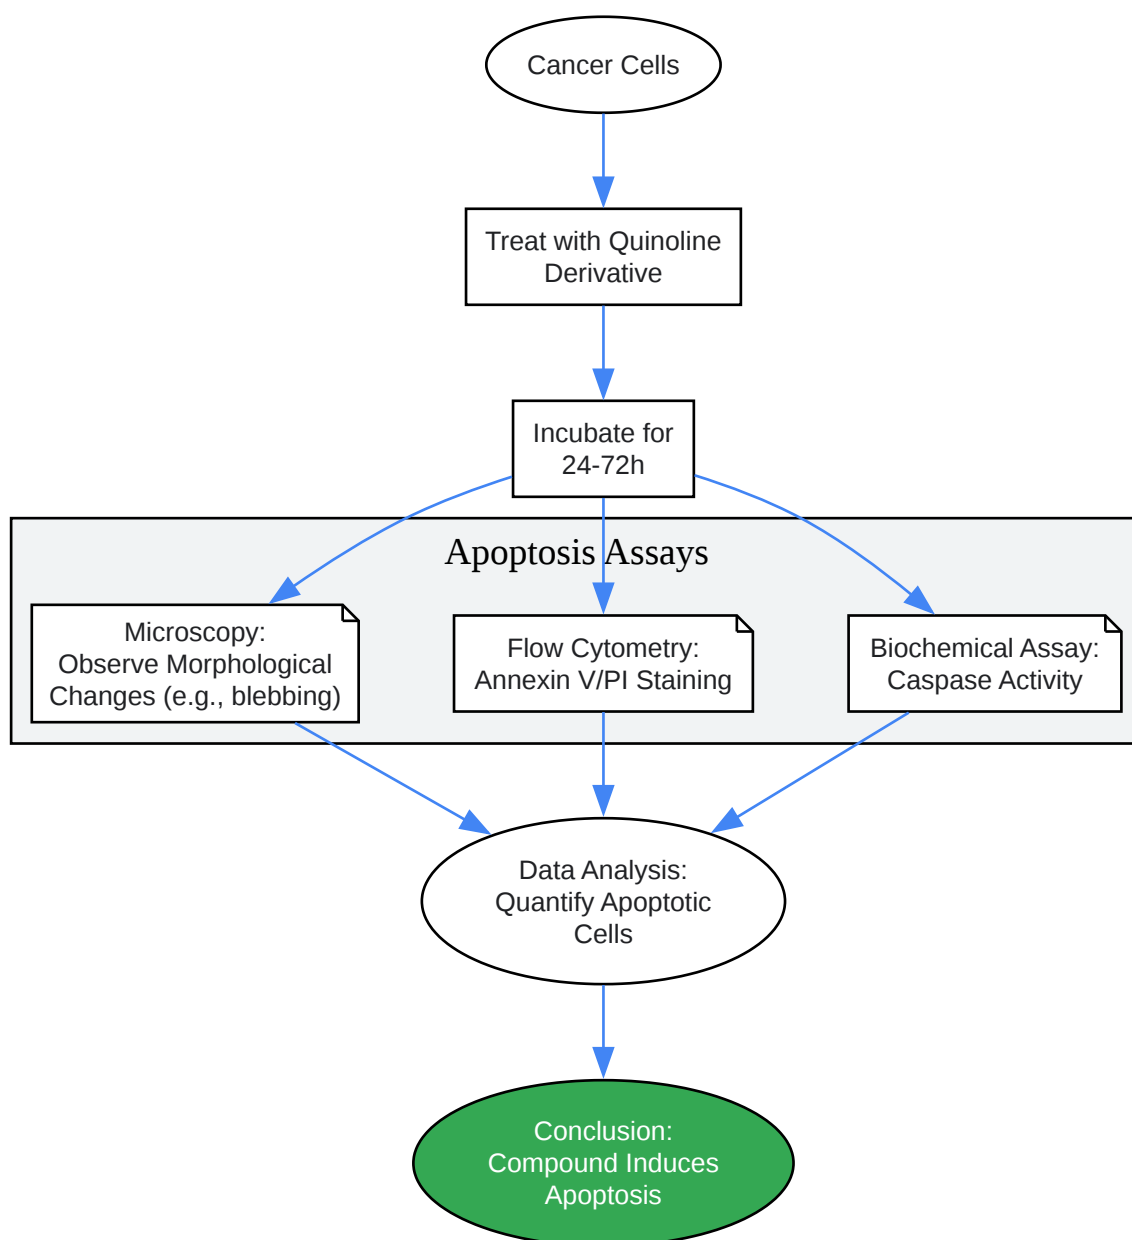 Cancer Cells
Treat with Quinoline
Derivative
Incubate for
24-72h
Apoptosis Assays
Microscopy:
Observe Morphological
Changes (e.g., blebbing)
Flow Cytometry:
Annexin V/PI Staining
Biochemical Assay:
Caspase Activity
Data Analysis:
Quantify Apoptotic
Cells
Conclusion:
Compound Induces
Apoptosis